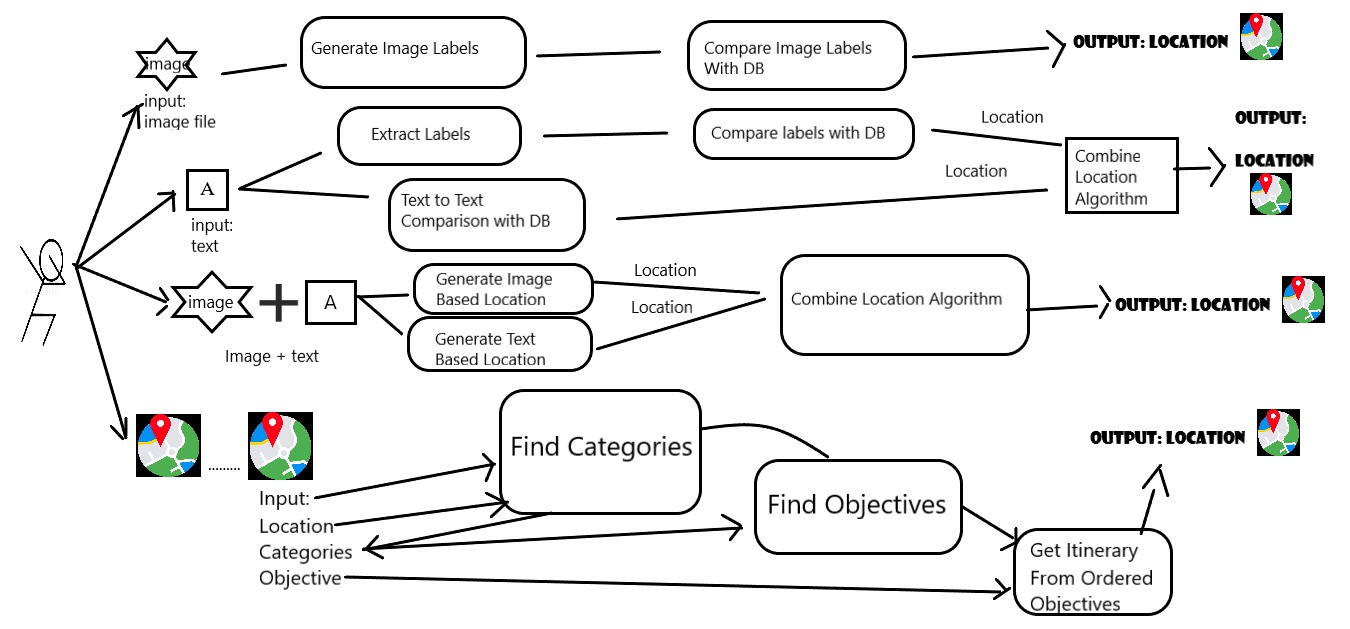 image
input:
image file
Generate Image Labels
Compare Image Labels
With DB
OUTPUT: LOCATION
A
input:
text
Extract Labels
Compare labels with DB
Location
Text to Text
Comparison with DB
Location
Combine
Location
Algorithm
OUTPUT:
LOCATION
image
A
Image + text
Generate Image
Based Location
Location
Generate Text
Based Location
Location
Combine Location Algorithm
OUTPUT: LOCATION
.........
Input:
Location
Categories
Objective
Find Categories
Find Objectives
Get Itinerary
From Ordered
Objectives
OUTPUT: LOCATION